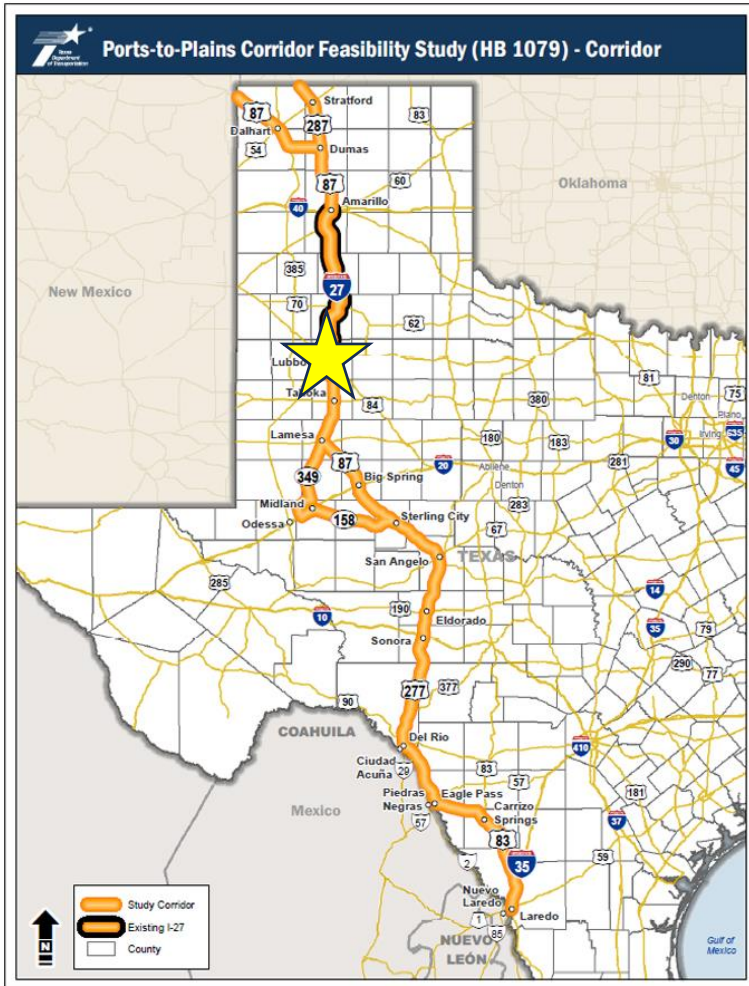 Texas
Department
of Transportation
Ports-to-Plains Corridor Feasibility Study (HB 1079) - Corridor
Stratford
87
287
83
Dalhart
54
Dumas
87
60
Oklahoma
40
Amarillo
385
New Mexico
27
70
62
Lubbo
81
Denton
75
Plano
Tahoka
84
380
Irving
635
30
Lamesa
180
183
45
87
20
Abilene
281
349
Big Spring
Denton
283
Midland
Sterling City
158
67
Odessa
TEXAS
San Angelo
285
14
190
Eldorado
10
35
79
Sonora
290
77
277
377
90
COAHUILA
Del Rio
410
Ciudad
Acuña
29
83
57
181
Piedras
Negras
Eagle Pass
Carrizo
Springs
57
37
Mexico
83
2
59
35
Nuevo
Laredo
1
Laredo
85
NUEVO
LEÓN
Gulf of
Mexico
Study Corridor
Existing I-27
County
N